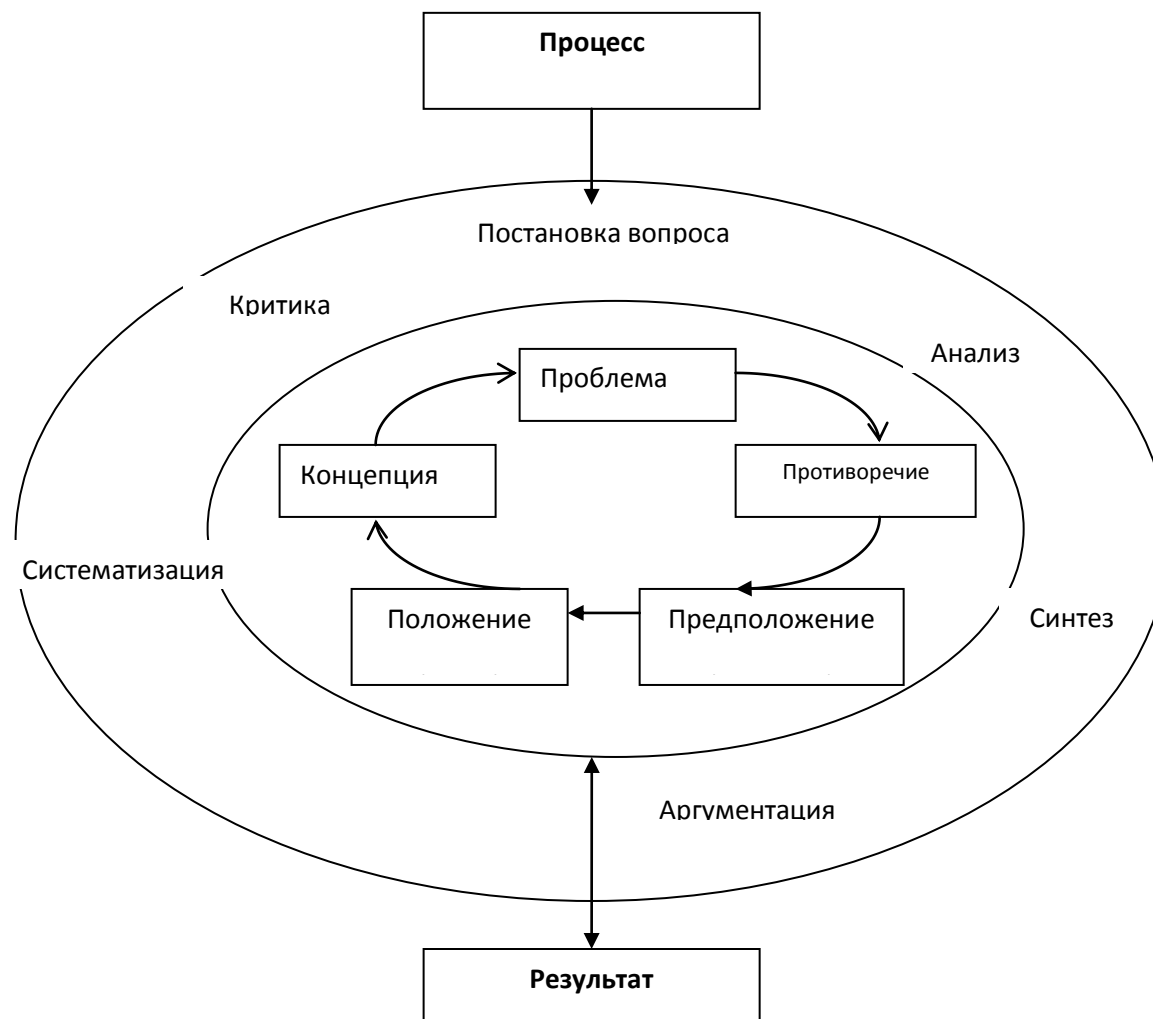 Процесс
Постановка вопроса
Критика
Анализ
Проблема
Концепция
Противоречие
Систематизация
Положение
Предположение
Синтез
Аргументация
Результат